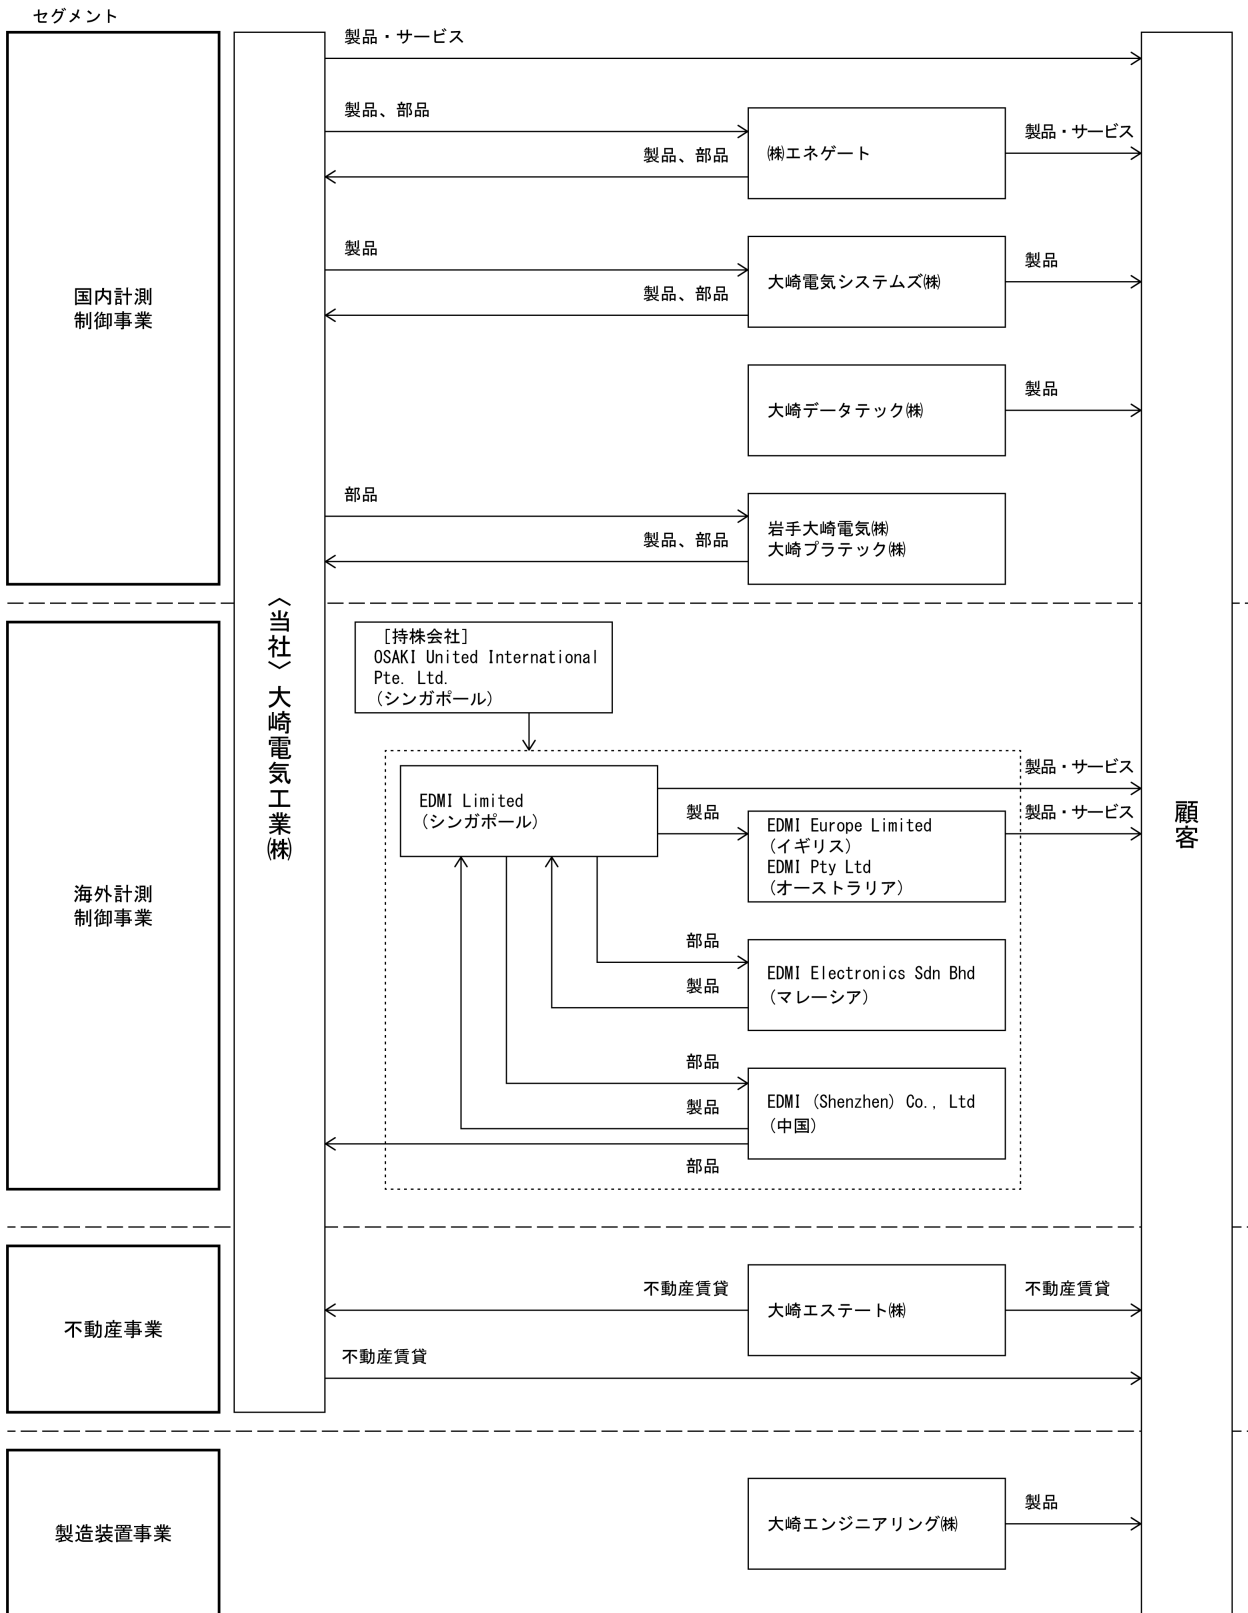 セグメント
製品・サービス
製品、部品
製品、部品
㈱エネゲート
製品・サービス
国内計測
制御事業
製品
製品、部品
大崎電気システムズ㈱
製品
大崎データテック㈱
製品
部品
製品、部品
岩手大崎電気㈱
大崎プラテック㈱
〈当社〉大崎電気工業㈱
顧客
海外計測
制御事業
［持株会社］
OSAKI United International
Pte. Ltd.
（シンガポール）
EDMI Limited
（シンガポール）
製品・サービス
製品
EDMI Europe Limited
（イギリス）
EDMI Pty Ltd
（オーストラリア）
製品・サービス
部品
製品
EDMI Electronics Sdn Bhd
（マレーシア）
部品
製品
部品
EDMI (Shenzhen) Co., Ltd
（中国）
不動産事業
不動産賃貸
大崎エステート㈱
不動産賃貸
不動産賃貸
製造装置事業
大崎エンジニアリング㈱
製品